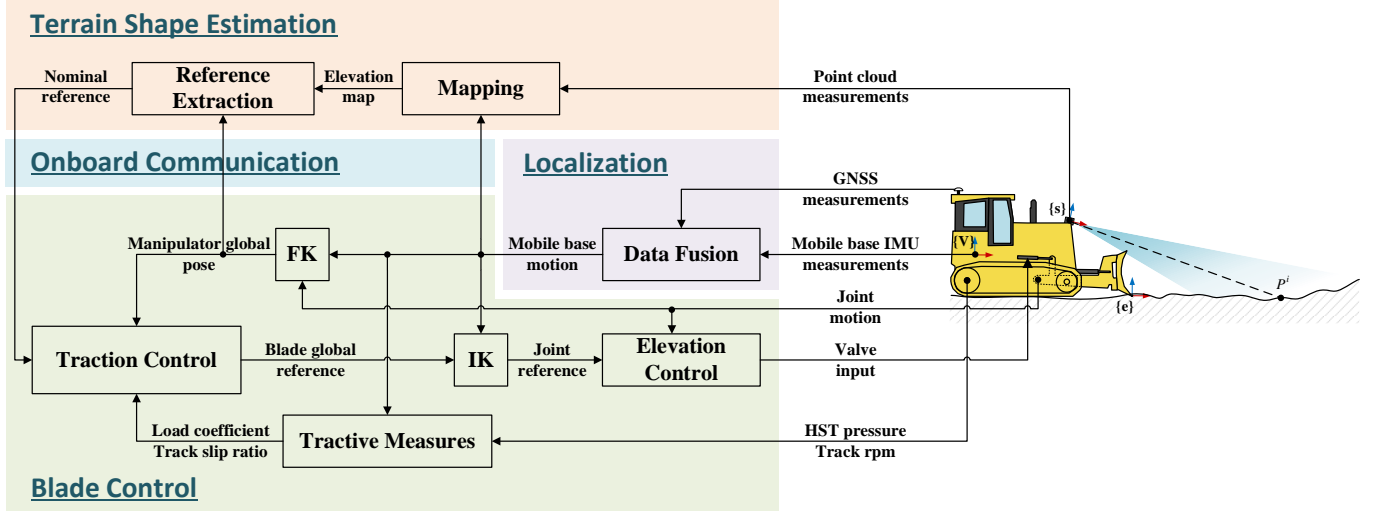 Terrain Shape Estimation
Nominal
reference
Reference
Extraction
Elevation
map
Mapping
Point cloud
measurements
Onboard Communication
Localization
GNSS
measurements
{s}
Manipulator global
pose
FK
Mobile base
motion
Data Fusion
Mobile base IMU
measurements
{V}
P^i
{e}
Joint
motion
Traction Control
Blade global
reference
IK
Joint
reference
Elevation
Control
Valve
input
Load coefficient
Track slip ratio
Tractive Measures
HST pressure
Track rpm
Blade Control